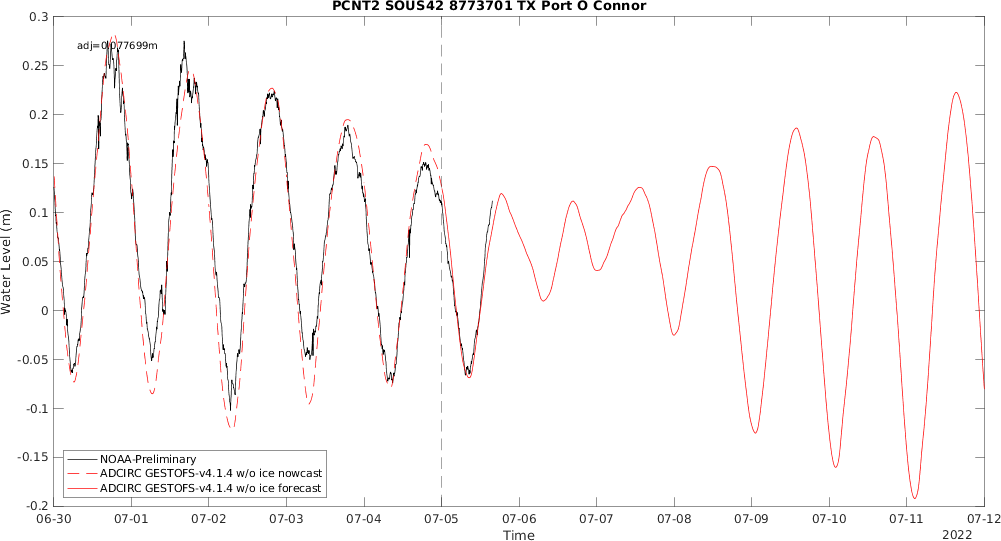 PCNT2 SOUS42 8773701 TX Port O Connor
adj=0.077699m
0.3
0.25
0.2
0.15
0.1
0.05
0
-0.05
-0.1
-0.15
-0.2
Water Level (m)
NOAA-Preliminary
ADCIRC GESTOFS-v4.1.4 w/o ice nowcast
ADCIRC GESTOFS-v4.1.4 w/o ice forecast
06-30 07-01 07-02 07-03 07-04 07-05 07-06 07-07 07-08 07-09 07-10 07-11 07-12
Time
2022